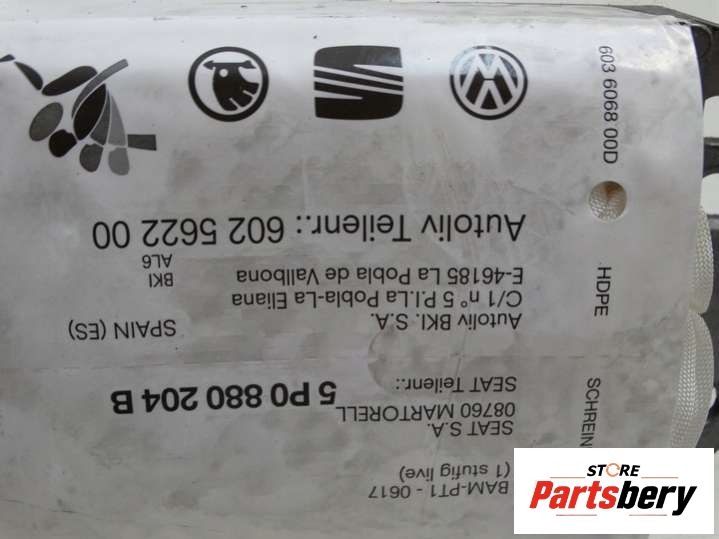 BAM-PT1 - 0617
(1 stufig live)
SEAT S.A.
08760 MARTORELL
SEAT Teilenr.:
5 P0 880 204 B
Autoliv BKI. S.A.
C/1 nº 5 P.I.La Pobla-La Eliana
E-46185 La Pobla de Vallbona
SPAIN (ES)
BKI
AL6
Autoliv Teilenr.: 602 5622 00
SCHREIN
HDPE
603 6068 00D
STORE
Partsbery